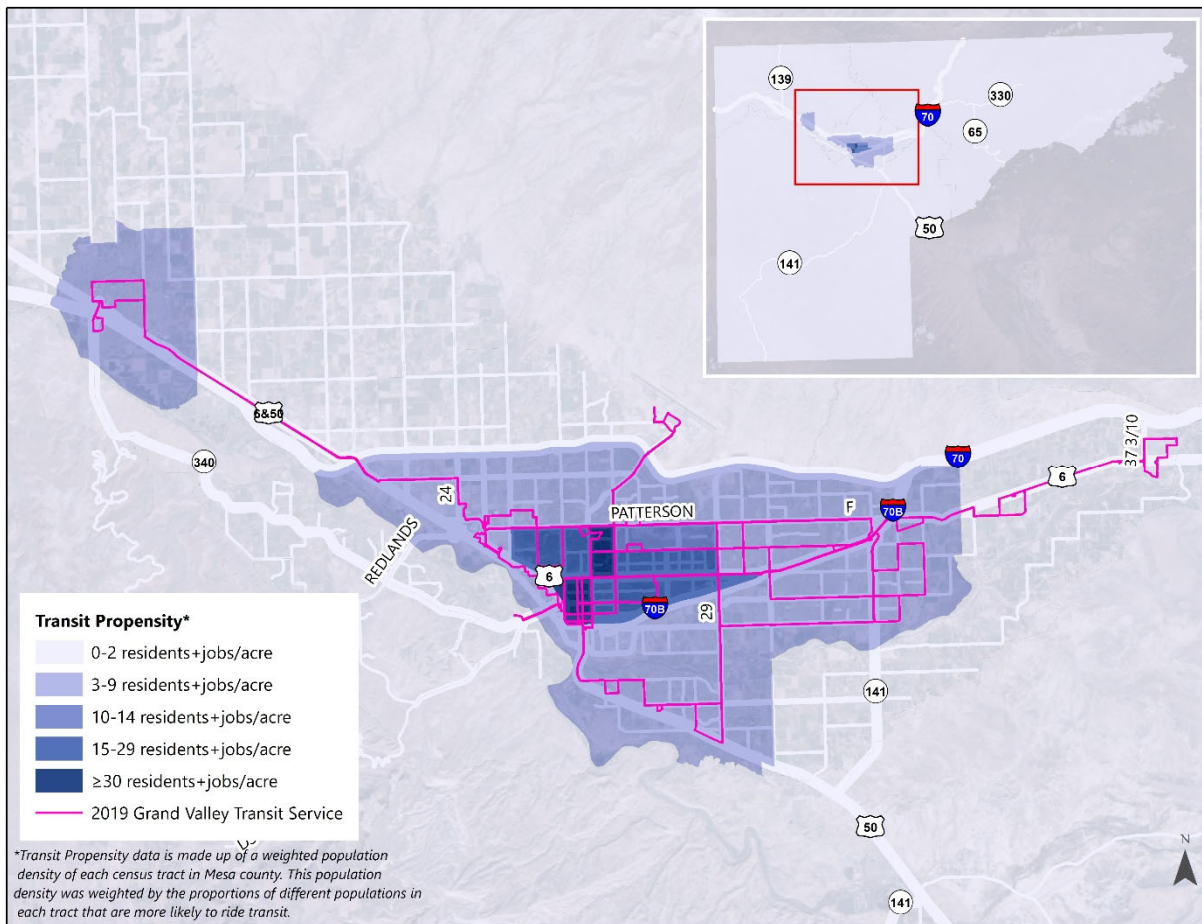 139
330
70
65
50
141
6&50
340
24
REDLANDS
PATTERSON
F
70B
70
6
37 3/10
6
70B
29
141
50
141
N
Transit Propensity*
0-2 residents+jobs/acre
3-9 residents+jobs/acre
10-14 residents+jobs/acre
15-29 residents+jobs/acre
≥30 residents+jobs/acre
2019 Grand Valley Transit Service
*Transit Propensity data is made up of a weighted population
density of each census tract in Mesa county. This population
density was weighted by the proportions of different populations in
each tract that are more likely to ride transit.